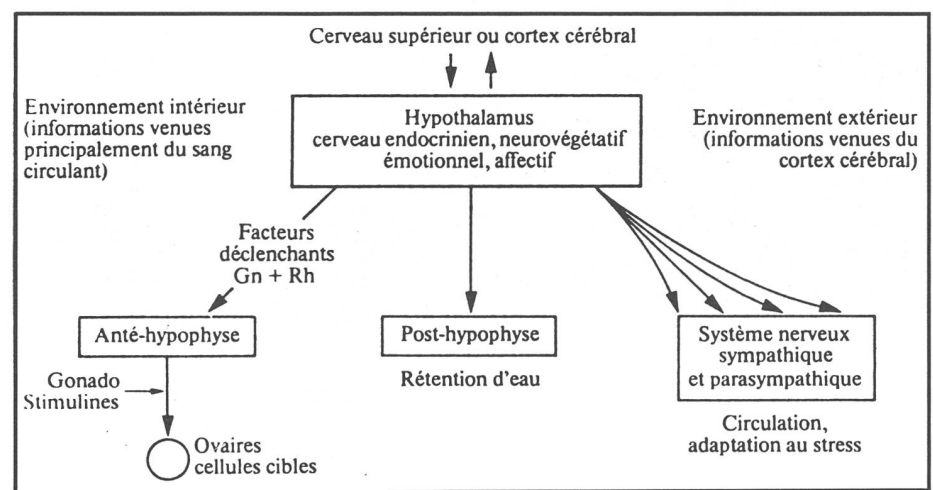 Cerveau supérieur ou cortex cérébral
Environnement intérieur
(informations venues
principalement du sang
circulant)
Hypothalamus
cerveau endocrinien, neurovégétatif
émotionnel, affectif
Environnement extérieur
(informations venues du
cortex cérébral)
Facteurs
déclenchants
Gn + Rh
Anté-hypophyse
Post-hypophyse
Système nerveux
sympathique
et parasympathique
Gonado
Stimulines
Rétention d'eau
Circulation,
adaptation au stress
Ovaires
cellules cibles